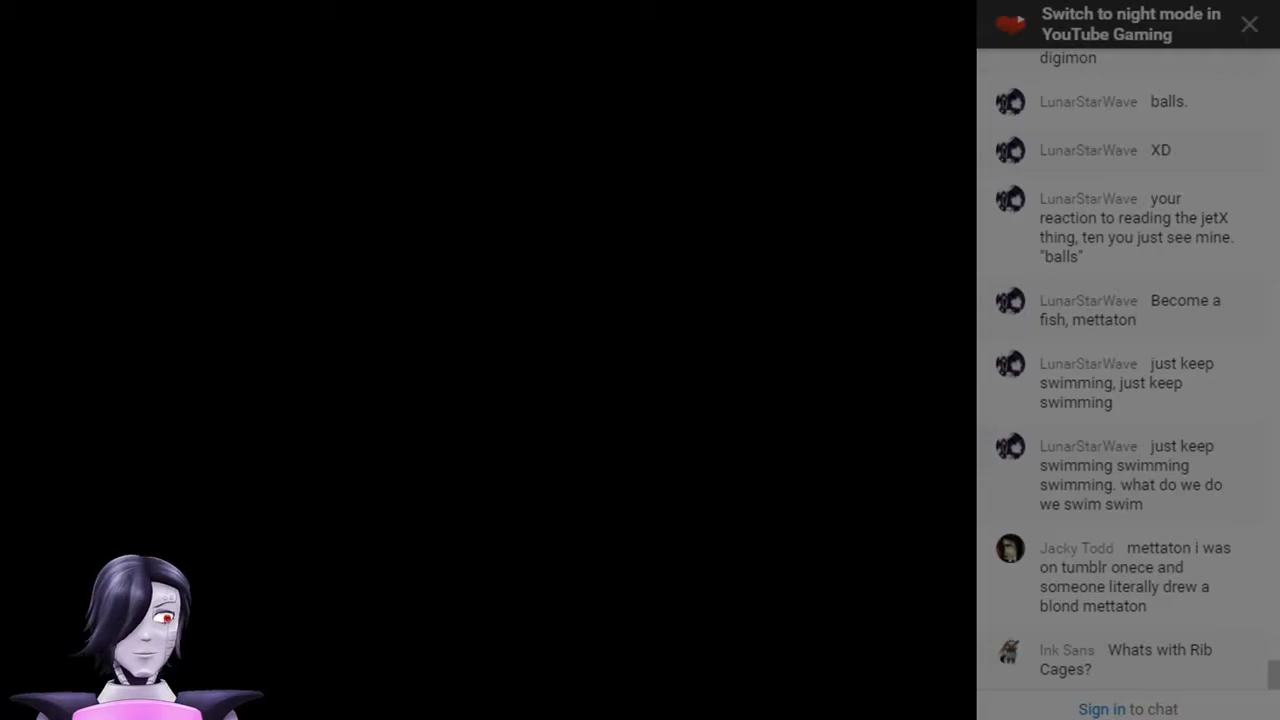 Switch to night mode in
YouTube Gaming
digimon
LunarStarWave balls.
LunarStarWave XD
LunarStarWave your
reaction to reading the jetX
thing, ten you just see mine.
"balls"
LunarStarWave Become a
fish, mettaton
LunarStarWave just keep
swimming, just keep
swimming
LunarStarWave just keep
swimming swimming
swimming. what do we do
we swim swim
Jacky Todd mettaton i was
on tumblr onece and
someone literally drew a
blond mettaton
Ink Sans Whats with Rib
Cages?
Sign in to chat